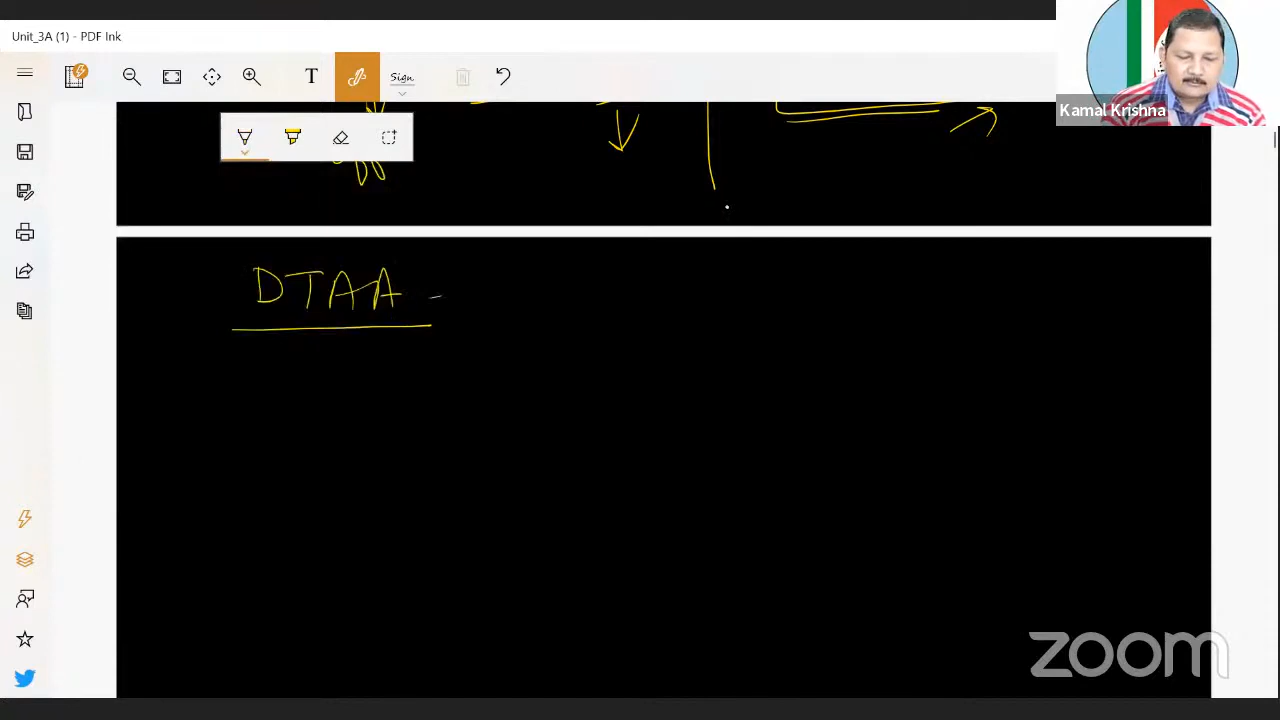 Unit_3A (1) - PDF Ink
T
Sign
Kamal Krishna
DTAA -
zoom